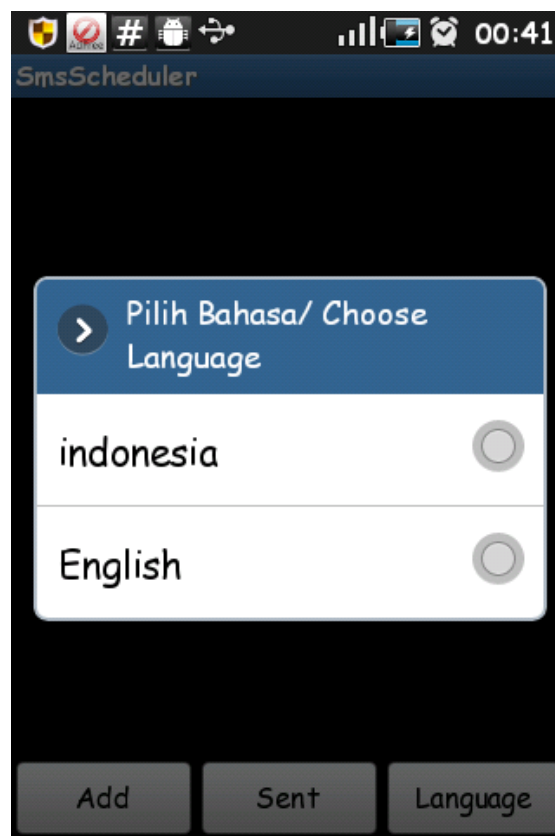 # 00:41
SmsScheduler
Pilih Bahasa/ Choose
Language
indonesia
English
Add Sent Language